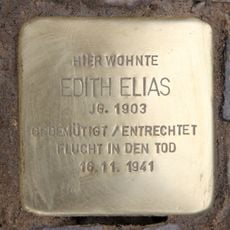 HIER WOHNTE
EDITH ELIAS
JG. 1903
GEDEMÜTIGT / ENTRECHTET
FLUCHT IN DEN TOD
16.11. 1941